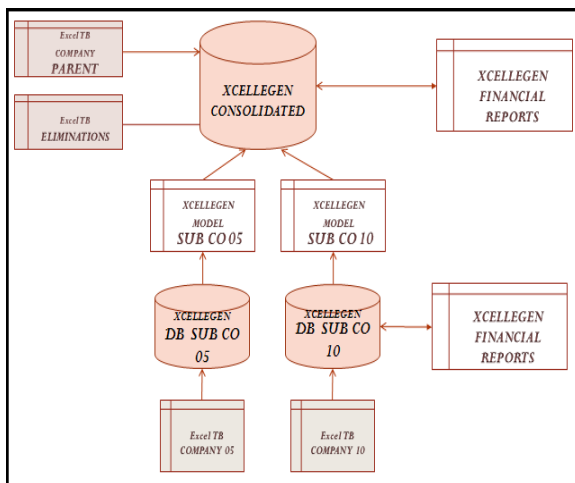 Excel TB
COMPANY
PARENT
XCELLEGEN
CONSOLIDATED
XCELLEGEN
FINANCIAL
REPORTS
Excel TB
ELIMINATIONS
XCELLEGEN
MODEL
SUB CO 05
XCELLEGEN
MODEL
SUB CO 10
XCELLEGEN
DB SUB CO
05
XCELLEGEN
DB SUB CO
10
XCELLEGEN
FINANCIAL
REPORTS
Excel TB
COMPANY 05
Excel TB
COMPANY 10